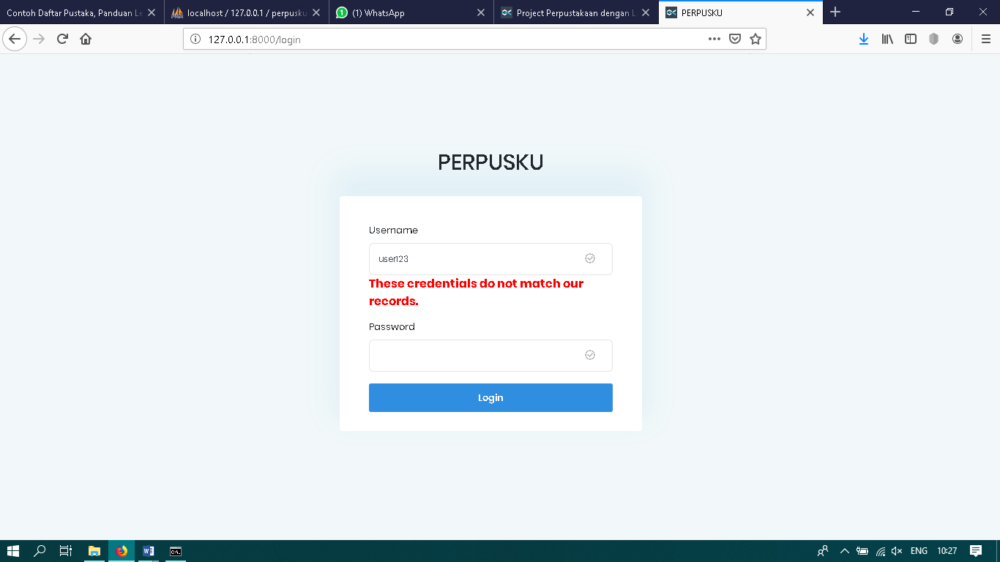 Contoh Daftar Pustaka, Panduan Le
localhost / 127.0.0.1 / perpusku
(1) WhatsApp
Project Perpustakaan dengan L
PERPUSKU
127.0.0.1:8000/login
PERPUSKU
Username
user123
These credentials do not match our
records.
Password
Login
ENG
10:27